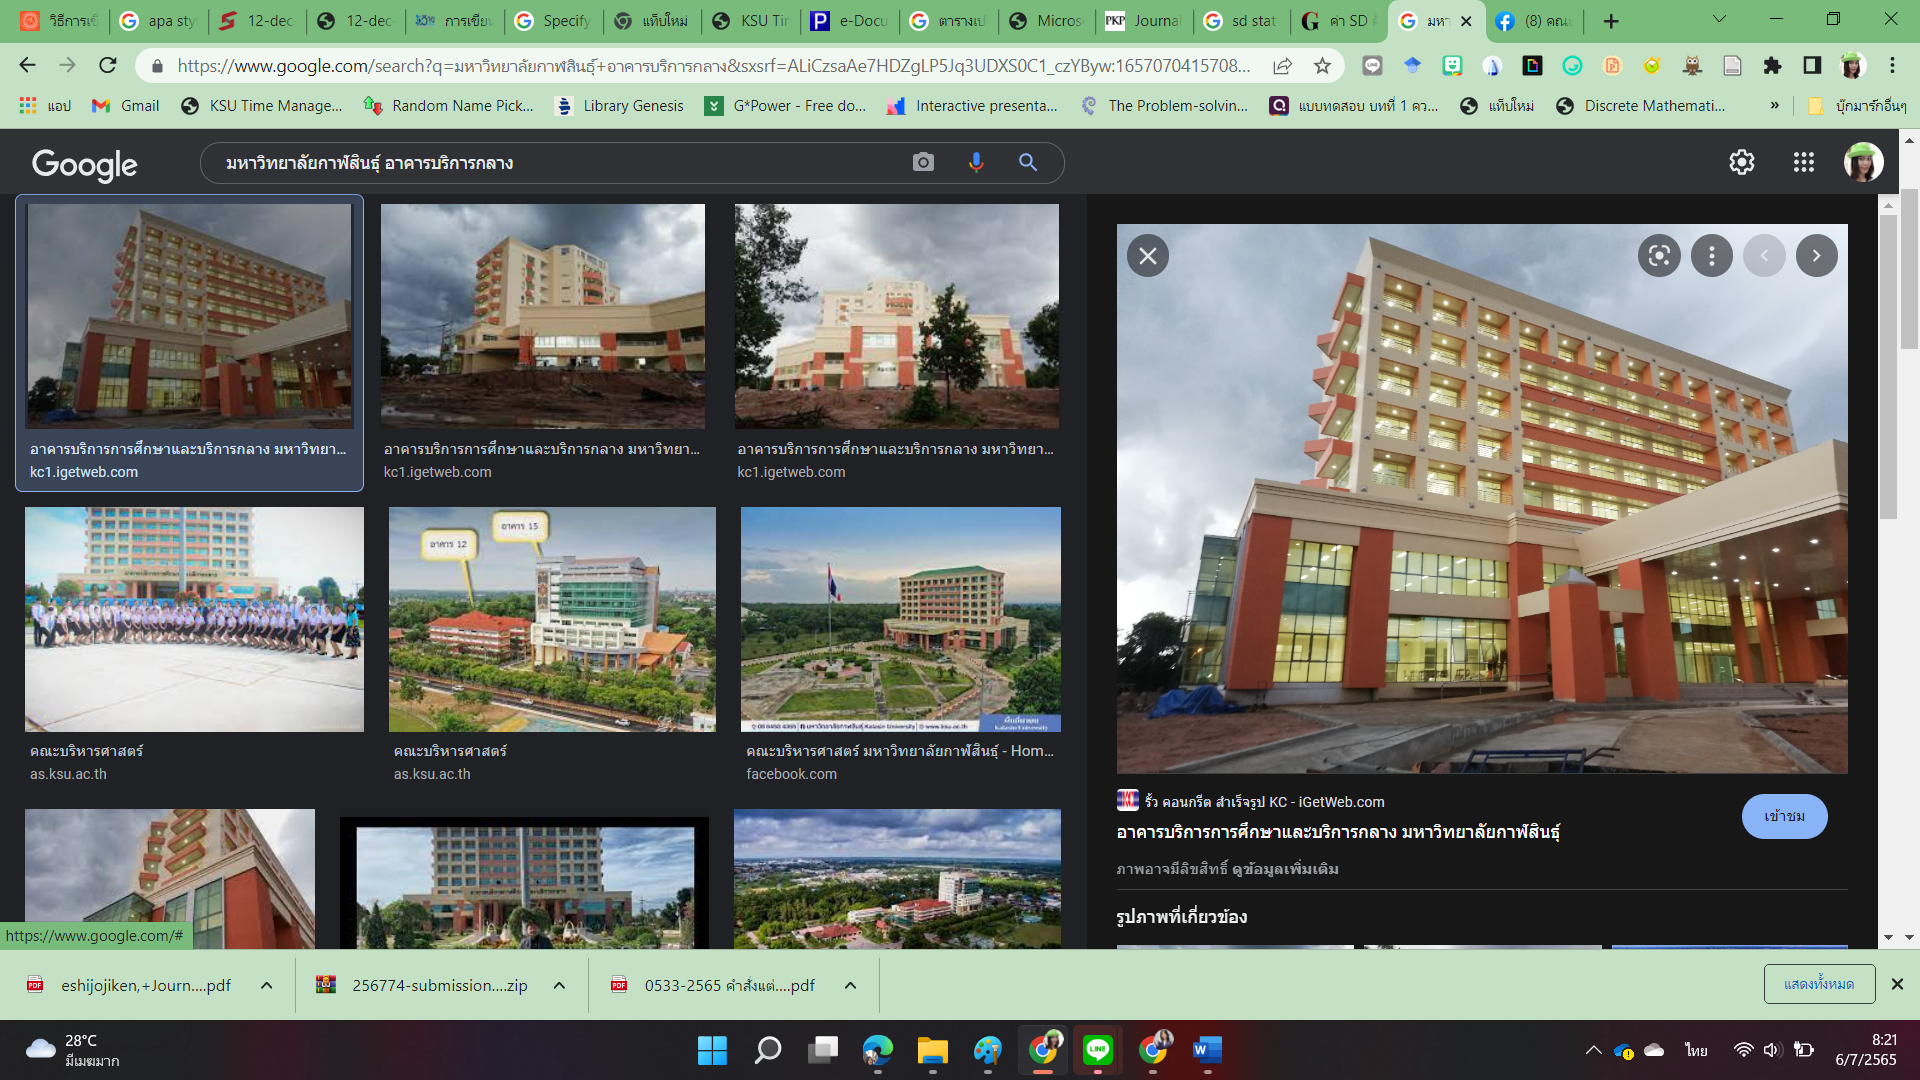 วิธีการเขี
apa sty
12-dec
12-dec-
การเขียน
Specify
แท็บใหม่
KSU Tin
e-Docu
ตารางเป
Micros
PKP
Journal
sd stat
ค่า SD
มหา
(8) คณะ
https://www.google.com/search?q=มหาวิทยาลัยกาฬสินธุ์+อาคารบริการกลาง&sxsrf=ALiCzsaAe7HDZgLP5Jq3UDXS0C1_czYByw:1657070415708...
แอป
Gmail
KSU Time Manage...
Random Name Pick...
Library Genesis
G*Power - Free do...
Interactive presenta...
The Problem-solvin...
แบบทดสอบ บทที่ 1 คว...
แท็บใหม่
Discrete Mathemati...
»
บุ๊กมาร์กอื่นๆ
Google
มหาวิทยาลัยกาฬสินธุ์ อาคารบริการกลาง
อาคารบริการการศึกษาและบริการกลาง มหาวิทยา...
kc1.igetweb.com
อาคารบริการการศึกษาและบริการกลาง มหาวิทยา...
kc1.igetweb.com
อาคารบริการการศึกษาและบริการกลาง มหาวิทยา...
kc1.igetweb.com
อาคาร 12
อาคาร 15
มหาวิทยาลัยกาฬสินธุ์ Kalasin University
www.ksu.ac.th
คณะบริหารศาสตร์
as.ksu.ac.th
คณะบริหารศาสตร์
as.ksu.ac.th
คณะบริหารศาสตร์ มหาวิทยาลัยกาฬสินธุ์ - Hom...
facebook.com
รั้ว คอนกรีต สำเร็จรูป KC - iGetWeb.com
อาคารบริการการศึกษาและบริการกลาง มหาวิทยาลัยกาฬสินธุ์
เข้าชม
ภาพอาจมีลิขสิทธิ์ ดูข้อมูลเพิ่มเติม
รูปภาพที่เกี่ยวข้อง
https://www.google.com/#
eshijojiken,+Journ....pdf
256774-submission....zip
0533-2565 คำสั่งแต่....pdf
แสดงทั้งหมด
28°C
มีเมฆมาก
LINE
ไทย
8:21
6/7/2565